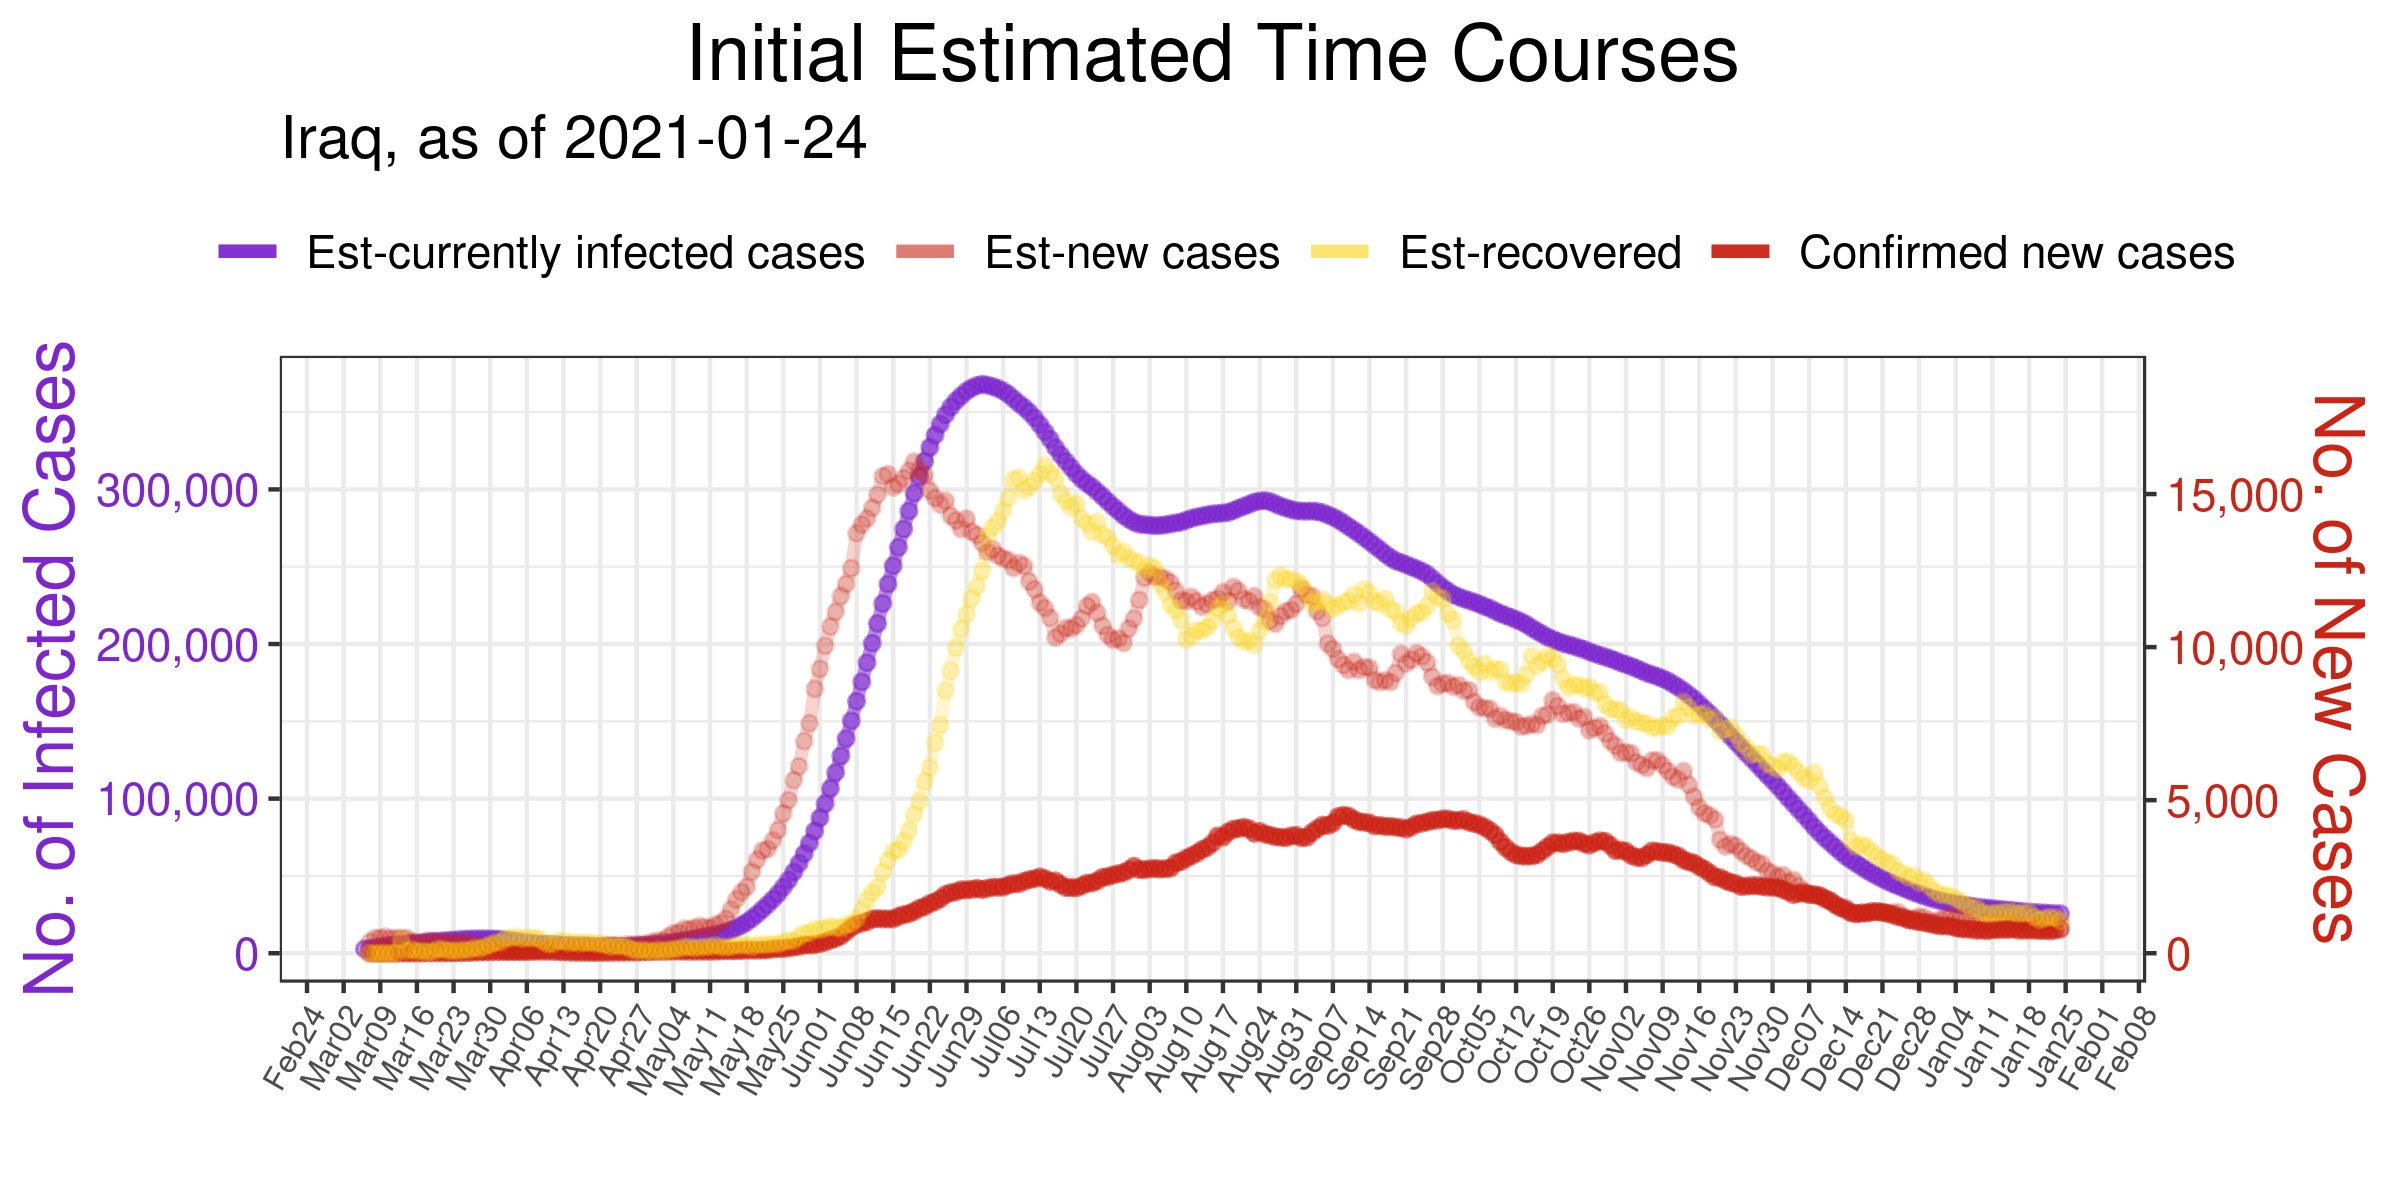 Initial Estimated Time Courses
Iraq, as of 2021-01-24
Est-currently infected cases Est-new cases Est-recovered Confirmed new cases
No. of Infected Cases
300,000
200,000
100,000
0
15,000
10,000
5,000
0
No. of New Cases
Feb24 Mar02 Mar09 Mar16 Mar23 Mar30 Apr06 Apr13 Apr20 Apr27 May04 May11 May18 May25 Jun01 Jun08 Jun15 Jun22 Jun29 Jul06 Jul13 Jul20 Jul27 Aug03 Aug10 Aug17 Aug24 Aug31 Sep07 Sep14 Sep21 Sep28 Oct05 Oct12 Oct19 Oct26 Nov02 Nov09 Nov16 Nov23 Nov30 Dec07 Dec14 Dec21 Dec28 Jan04 Jan11 Jan18 Jan25 Feb01 Feb08